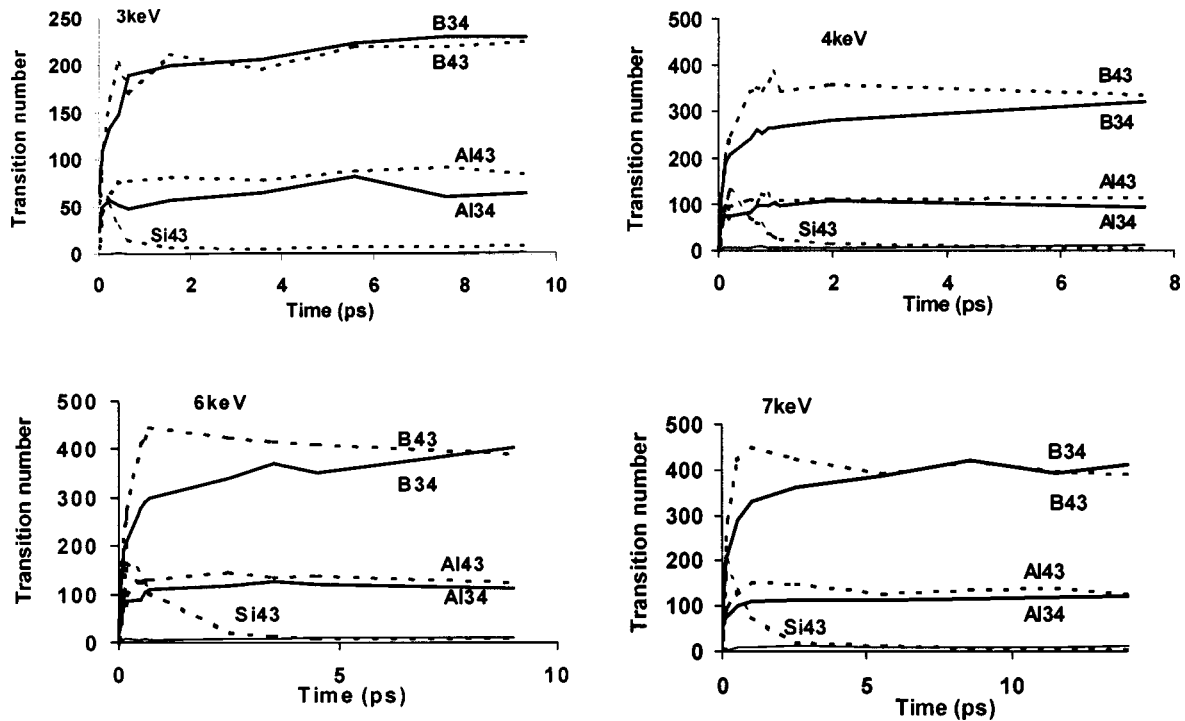 3keV
Transition number
250
200
150
100
50
0
B34
B43
Al43
Al34
Si43
0 2 4 6 8 10
Time (ps)
4keV
Transition number
500
400
300
200
100
0
B43
B34
Al43
Al34
Si43
0 2 4 6 8
Time (ps)
6keV
Transition number
500
400
300
200
100
0
B43
B34
Al43
Al34
Si43
0 5 10
Time (ps)
7keV
Transition number
500
400
300
200
100
0
B34
B43
Al43
Al34
Si43
0 5 10
Time (ps)